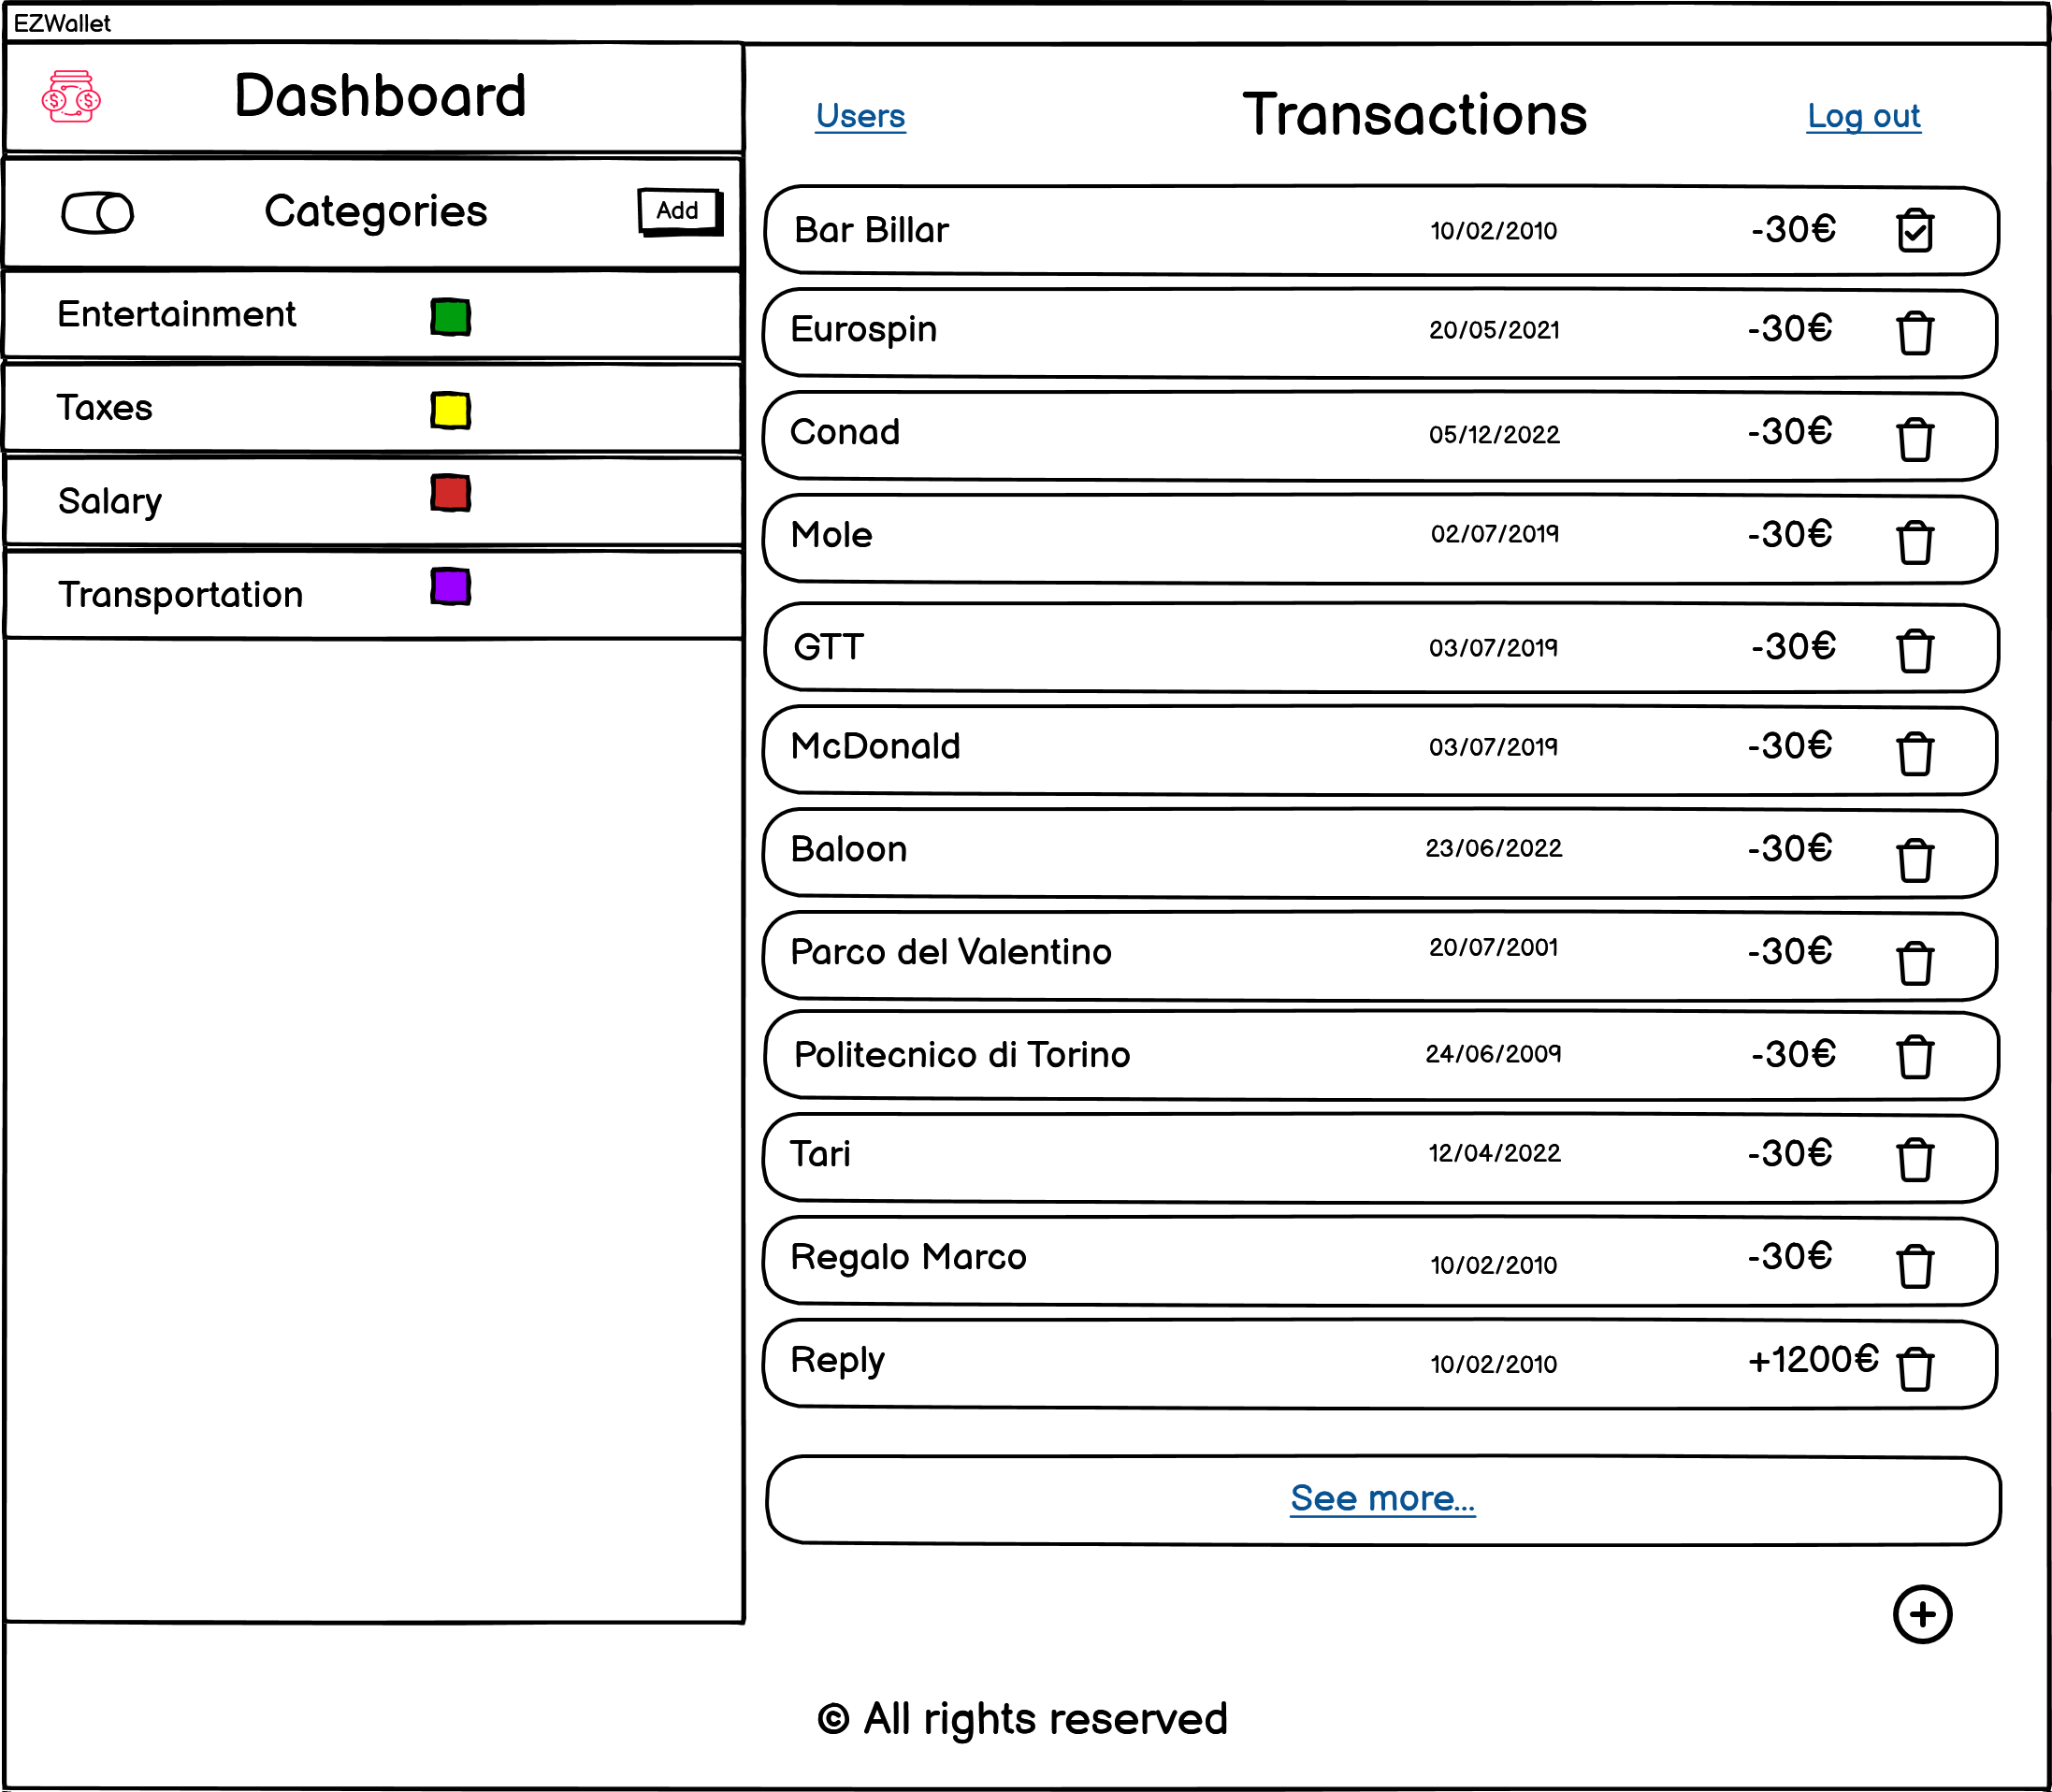 EZWallet
Dashboard
Categories
Add
Entertainment
Taxes
Salary
Transportation
Users
Transactions
Log out
Bar Billar 10/02/2010 -30€
Eurospin 20/05/2021 -30€
Conad 05/12/2022 -30€
Mole 02/07/2019 -30€
GTT 03/07/2019 -30€
McDonald 03/07/2019 -30€
Baloon 23/06/2022 -30€
Parco del Valentino 20/07/2001 -30€
Politecnico di Torino 24/06/2009 -30€
Tari 12/04/2022 -30€
Regalo Marco 10/02/2010 -30€
Reply 10/02/2010 +1200€
See more...
© All rights reserved